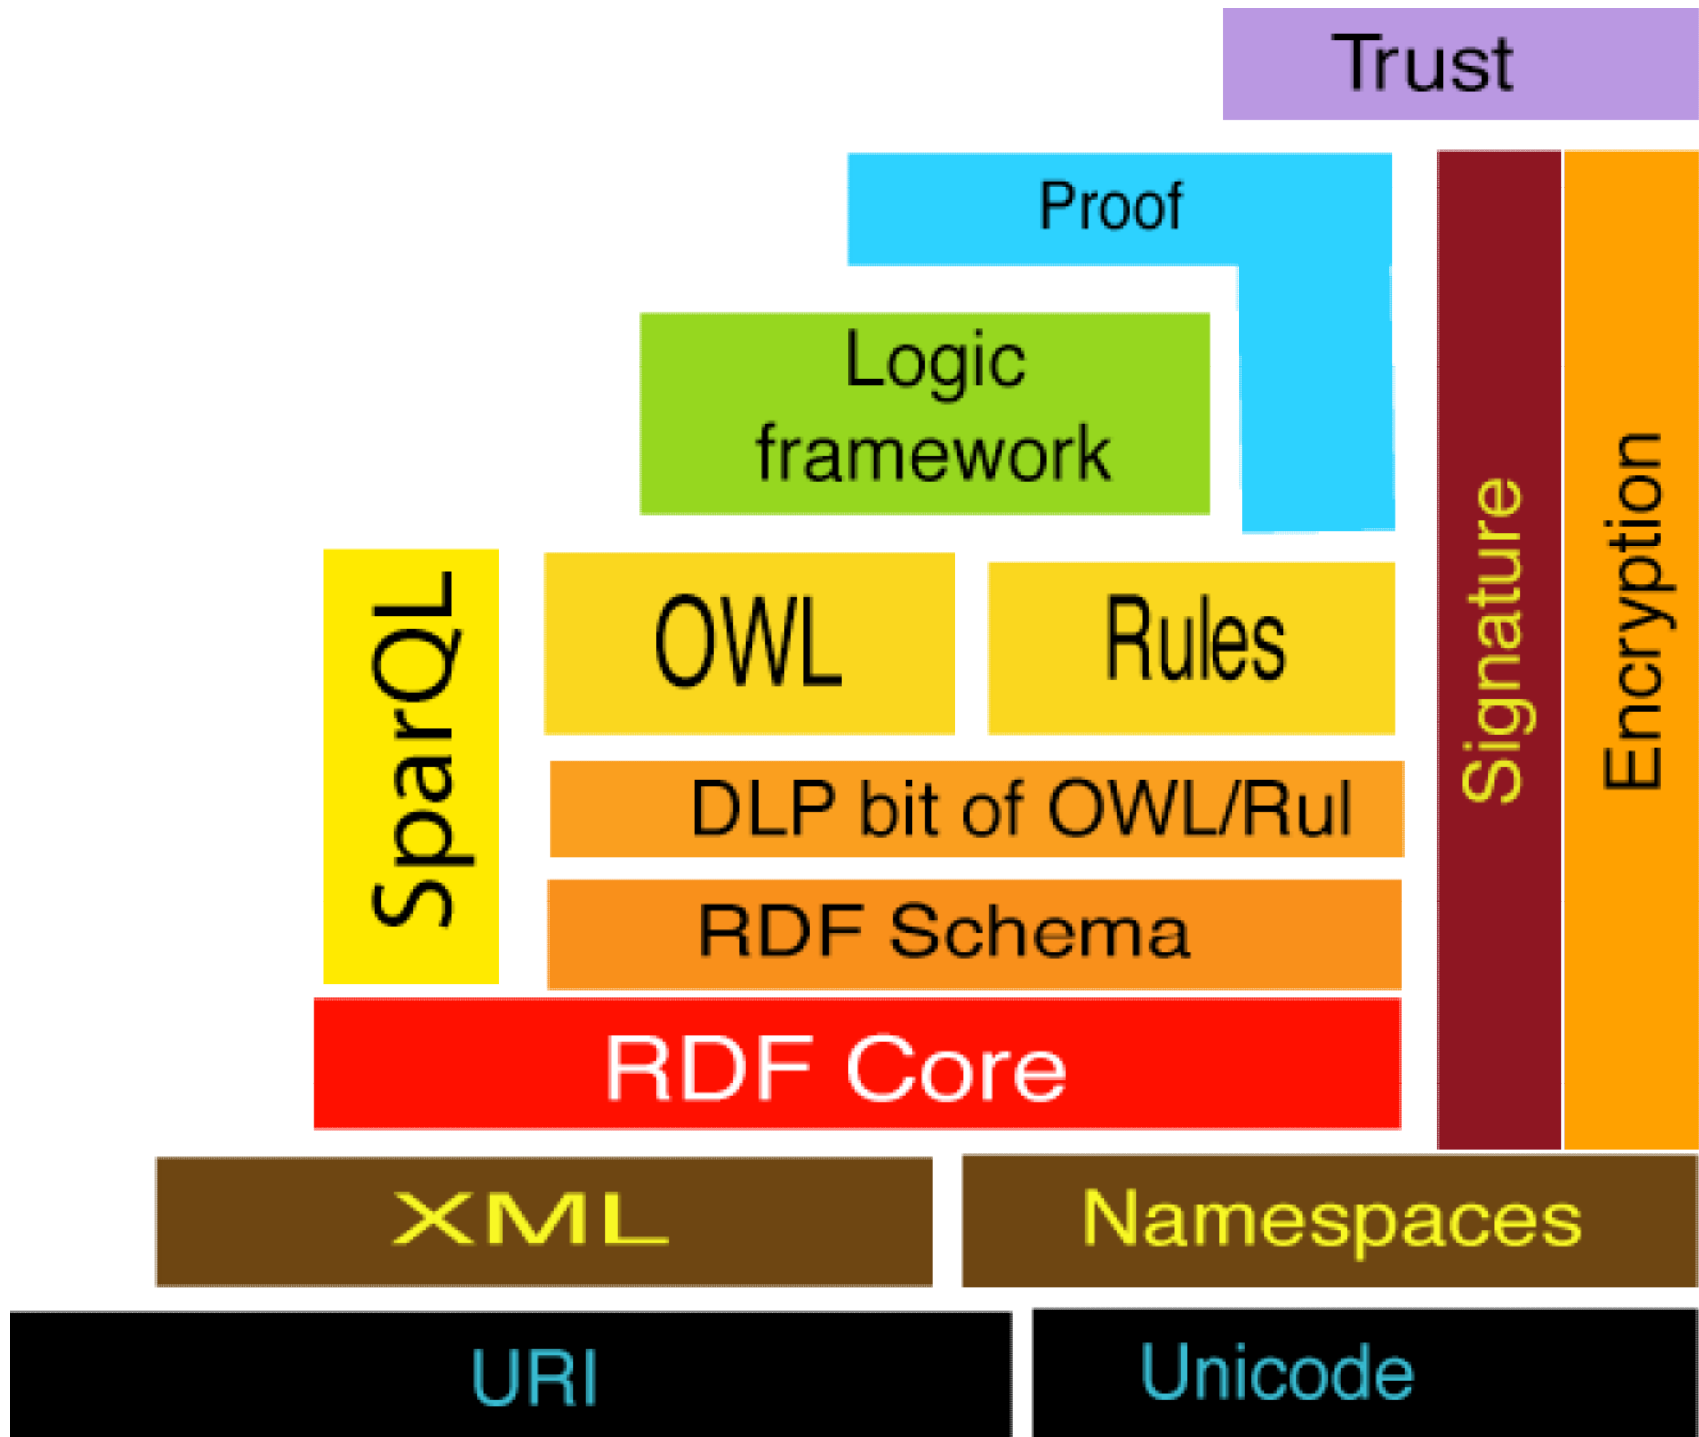 Trust
Proof
Logic
framework
SparQL
OWL
Rules
Signature
Encryption
DLP bit of OWL/Rul
RDF Schema
RDF Core
XML
Namespaces
URI
Unicode